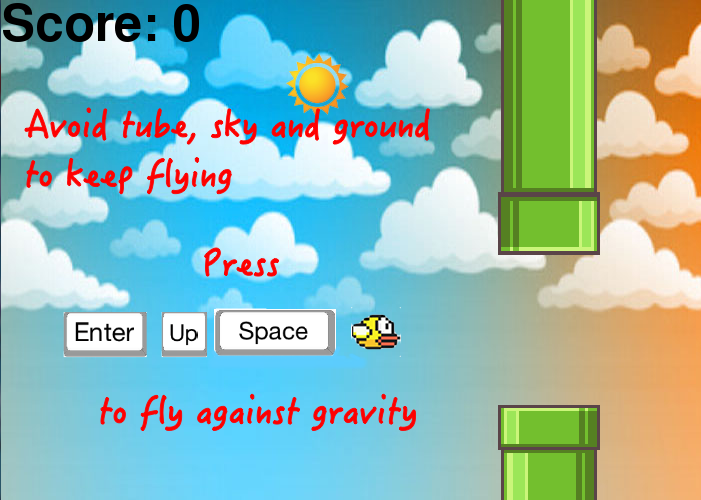 Score: 0
Avoid tube, sky and ground
to keep flying
Press
Enter Up Space
to fly against gravity